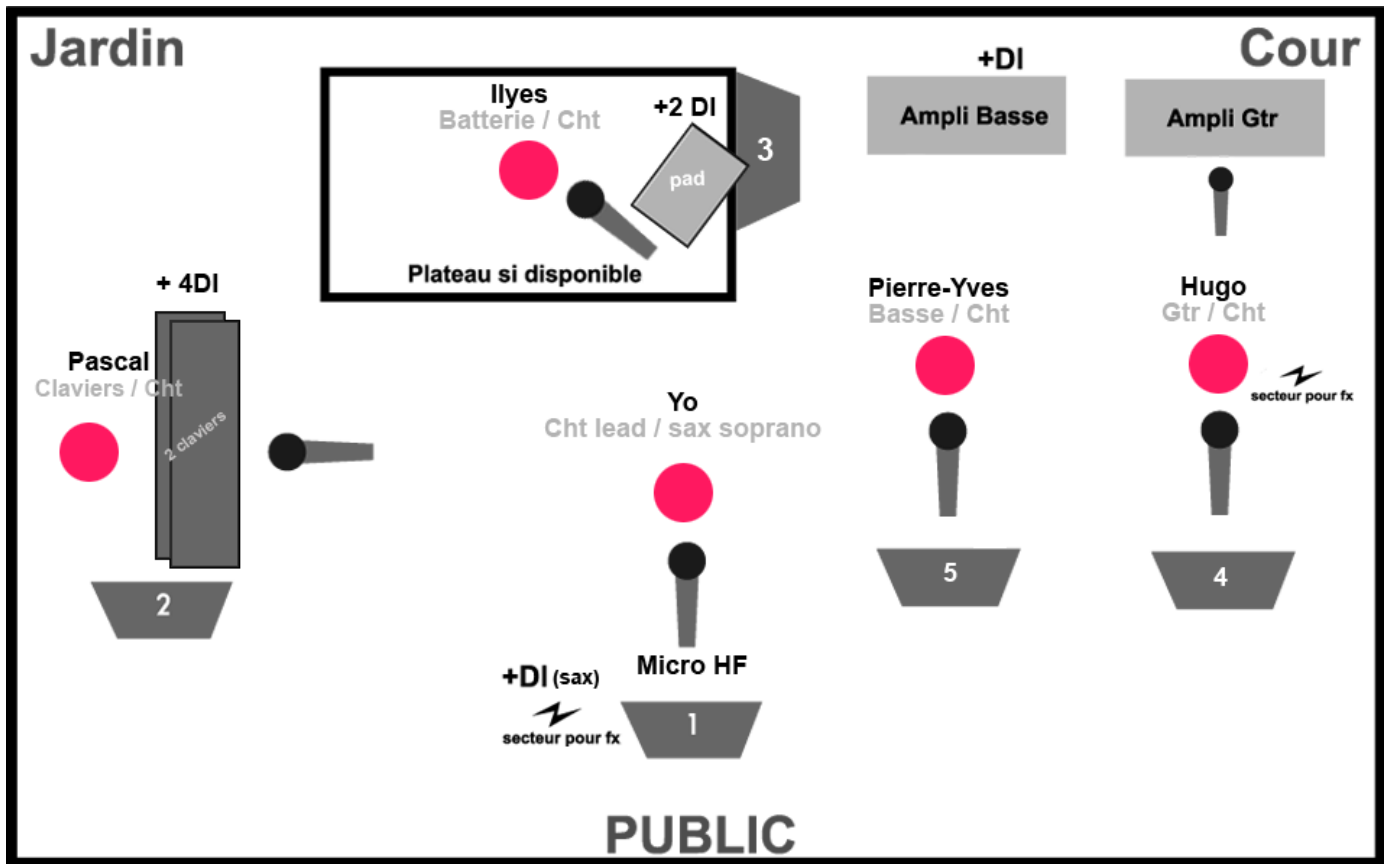 Jardin
Cour
+DI
Ilyes
Batterie / Cht
+2 DI
pad
3
Ampli Basse
Ampli Gtr
Plateau si disponible
+ 4DI
Pascal
Claviers / Cht
2 claviers
2
Yo
Cht lead / sax soprano
Pierre-Yves
Basse / Cht
Hugo
Gtr / Cht
secteur pour fx
5
4
Micro HF
+DI (sax)
secteur pour fx
1
PUBLIC